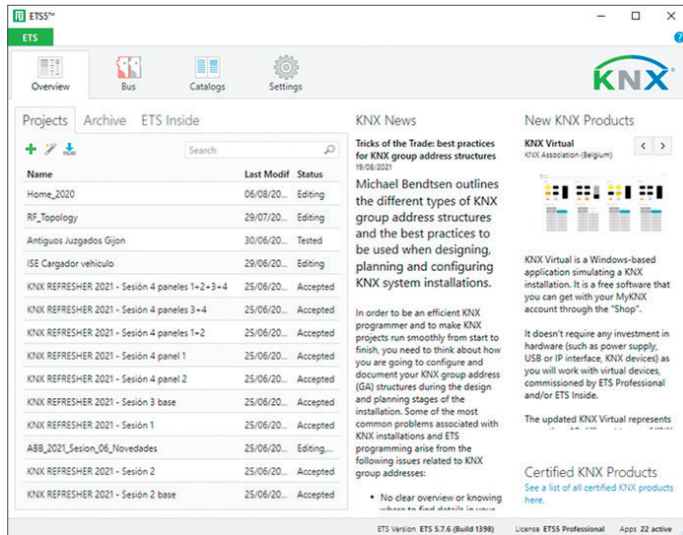 ETS5™
ETS
Overview
Bus
Catalogs
Settings
KNX
Projects Archive ETS Inside
Search
Name Last Modif Status
Home_2020 06/08/20... Editing
RF_Topology 29/07/20... Editing
Antiguos Juzgados Gijon 30/06/20... Tested
ISE Cargador vehiculo 29/06/20... Editing
KNX REFRESHER 2021 - Sesión 4 paneles 1+2+3+4 25/06/20... Accepted
KNX REFRESHER 2021 - Sesión 4 paneles 3+4 25/06/20... Accepted
KNX REFRESHER 2021 - Sesión 4 paneles 1+2 25/06/20... Accepted
KNX REFRESHER 2021 - Sesión 4 panel 1 25/06/20... Accepted
KNX REFRESHER 2021 - Sesión 4 panel 2 25/06/20... Accepted
KNX REFRESHER 2021 - Sesión 3 base 25/06/20... Accepted
KNX REFRESHER 2021 - Sesión 1 25/06/20... Accepted
ABB_2021_Sesion_06_Novedades 25/06/20... Editing,...
KNX REFRESHER 2021 - Sesión 2 25/06/20... Accepted
KNX REFRESHER 2021 - Sesión 2 base 25/06/20... Accepted
KNX News
Tricks of the Trade: best practices
for KNX group address structures
19/08/2021
Michael Bendtsen outlines
the different types of KNX
group address structures
and the best practices to
be used when designing,
planning and configuring
KNX system installations.
In order to be an efficient KNX
programmer and to make KNX
projects run smoothly from start to
finish, you need to think about how
you are going to configure and
document your KNX group address
(GA) structures during the design
and planning stages of the
installation. Some of the most
common problems associated with
KNX installations and ETS
programming arise from the
following issues related to KNX
group addresses:
• No clear overview or knowing
where to find details in your
New KNX Products
KNX Virtual
KNX Association (Belgium)
KNX Virtual is a Windows-based
application simulating a KNX
installation. It is a free software that
you can get with your MyKNX
account through the "Shop".
It doesn't require any investment in
hardware (such as power supply,
USB or IP interface, KNX devices) as
you will work with virtual devices,
commissioned by ETS Professional
and/or ETS Inside.
The updated KNX Virtual represents
Certified KNX Products
See a list of all certified KNX products
here.
ETS Version ETS 5.7.6 (Build 1398) License ETS5 Professional Apps 22 active